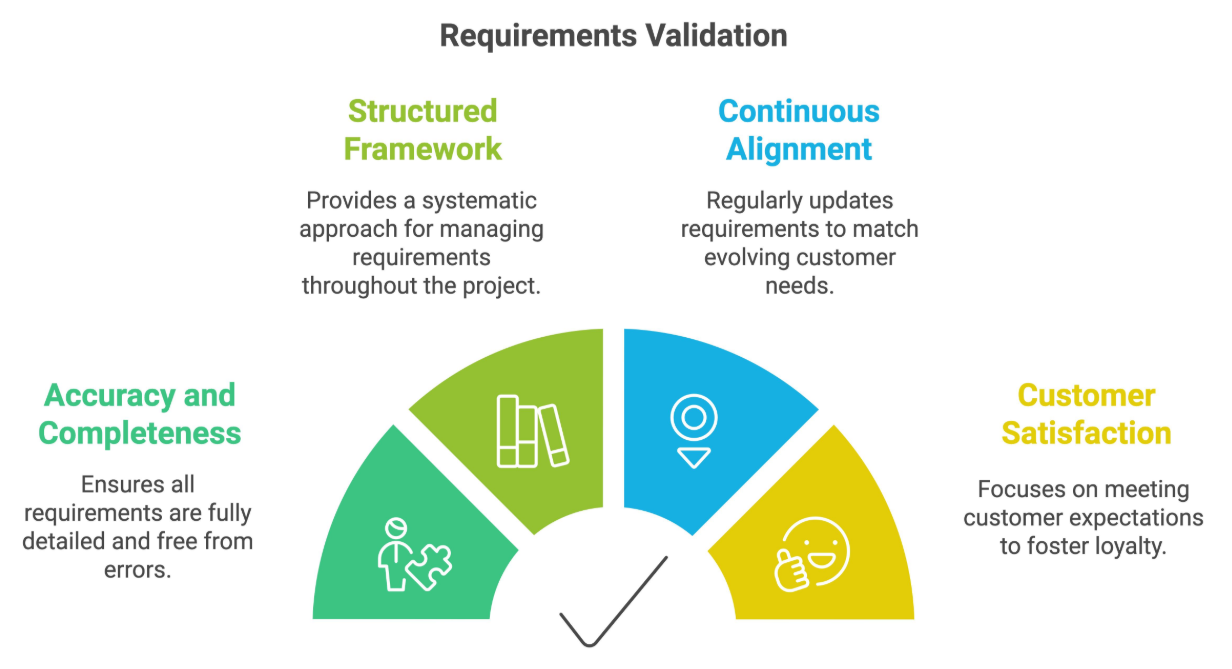 Requirements Validation
Structured
Framework
Provides a systematic
approach for managing
requirements
throughout the project.
Continuous
Alignment
Regularly updates
requirements to match
evolving customer
needs.
Accuracy and
Completeness
Ensures all
requirements are fully
detailed and free from
errors.
Customer
Satisfaction
Focuses on meeting
customer expectations
to foster loyalty.